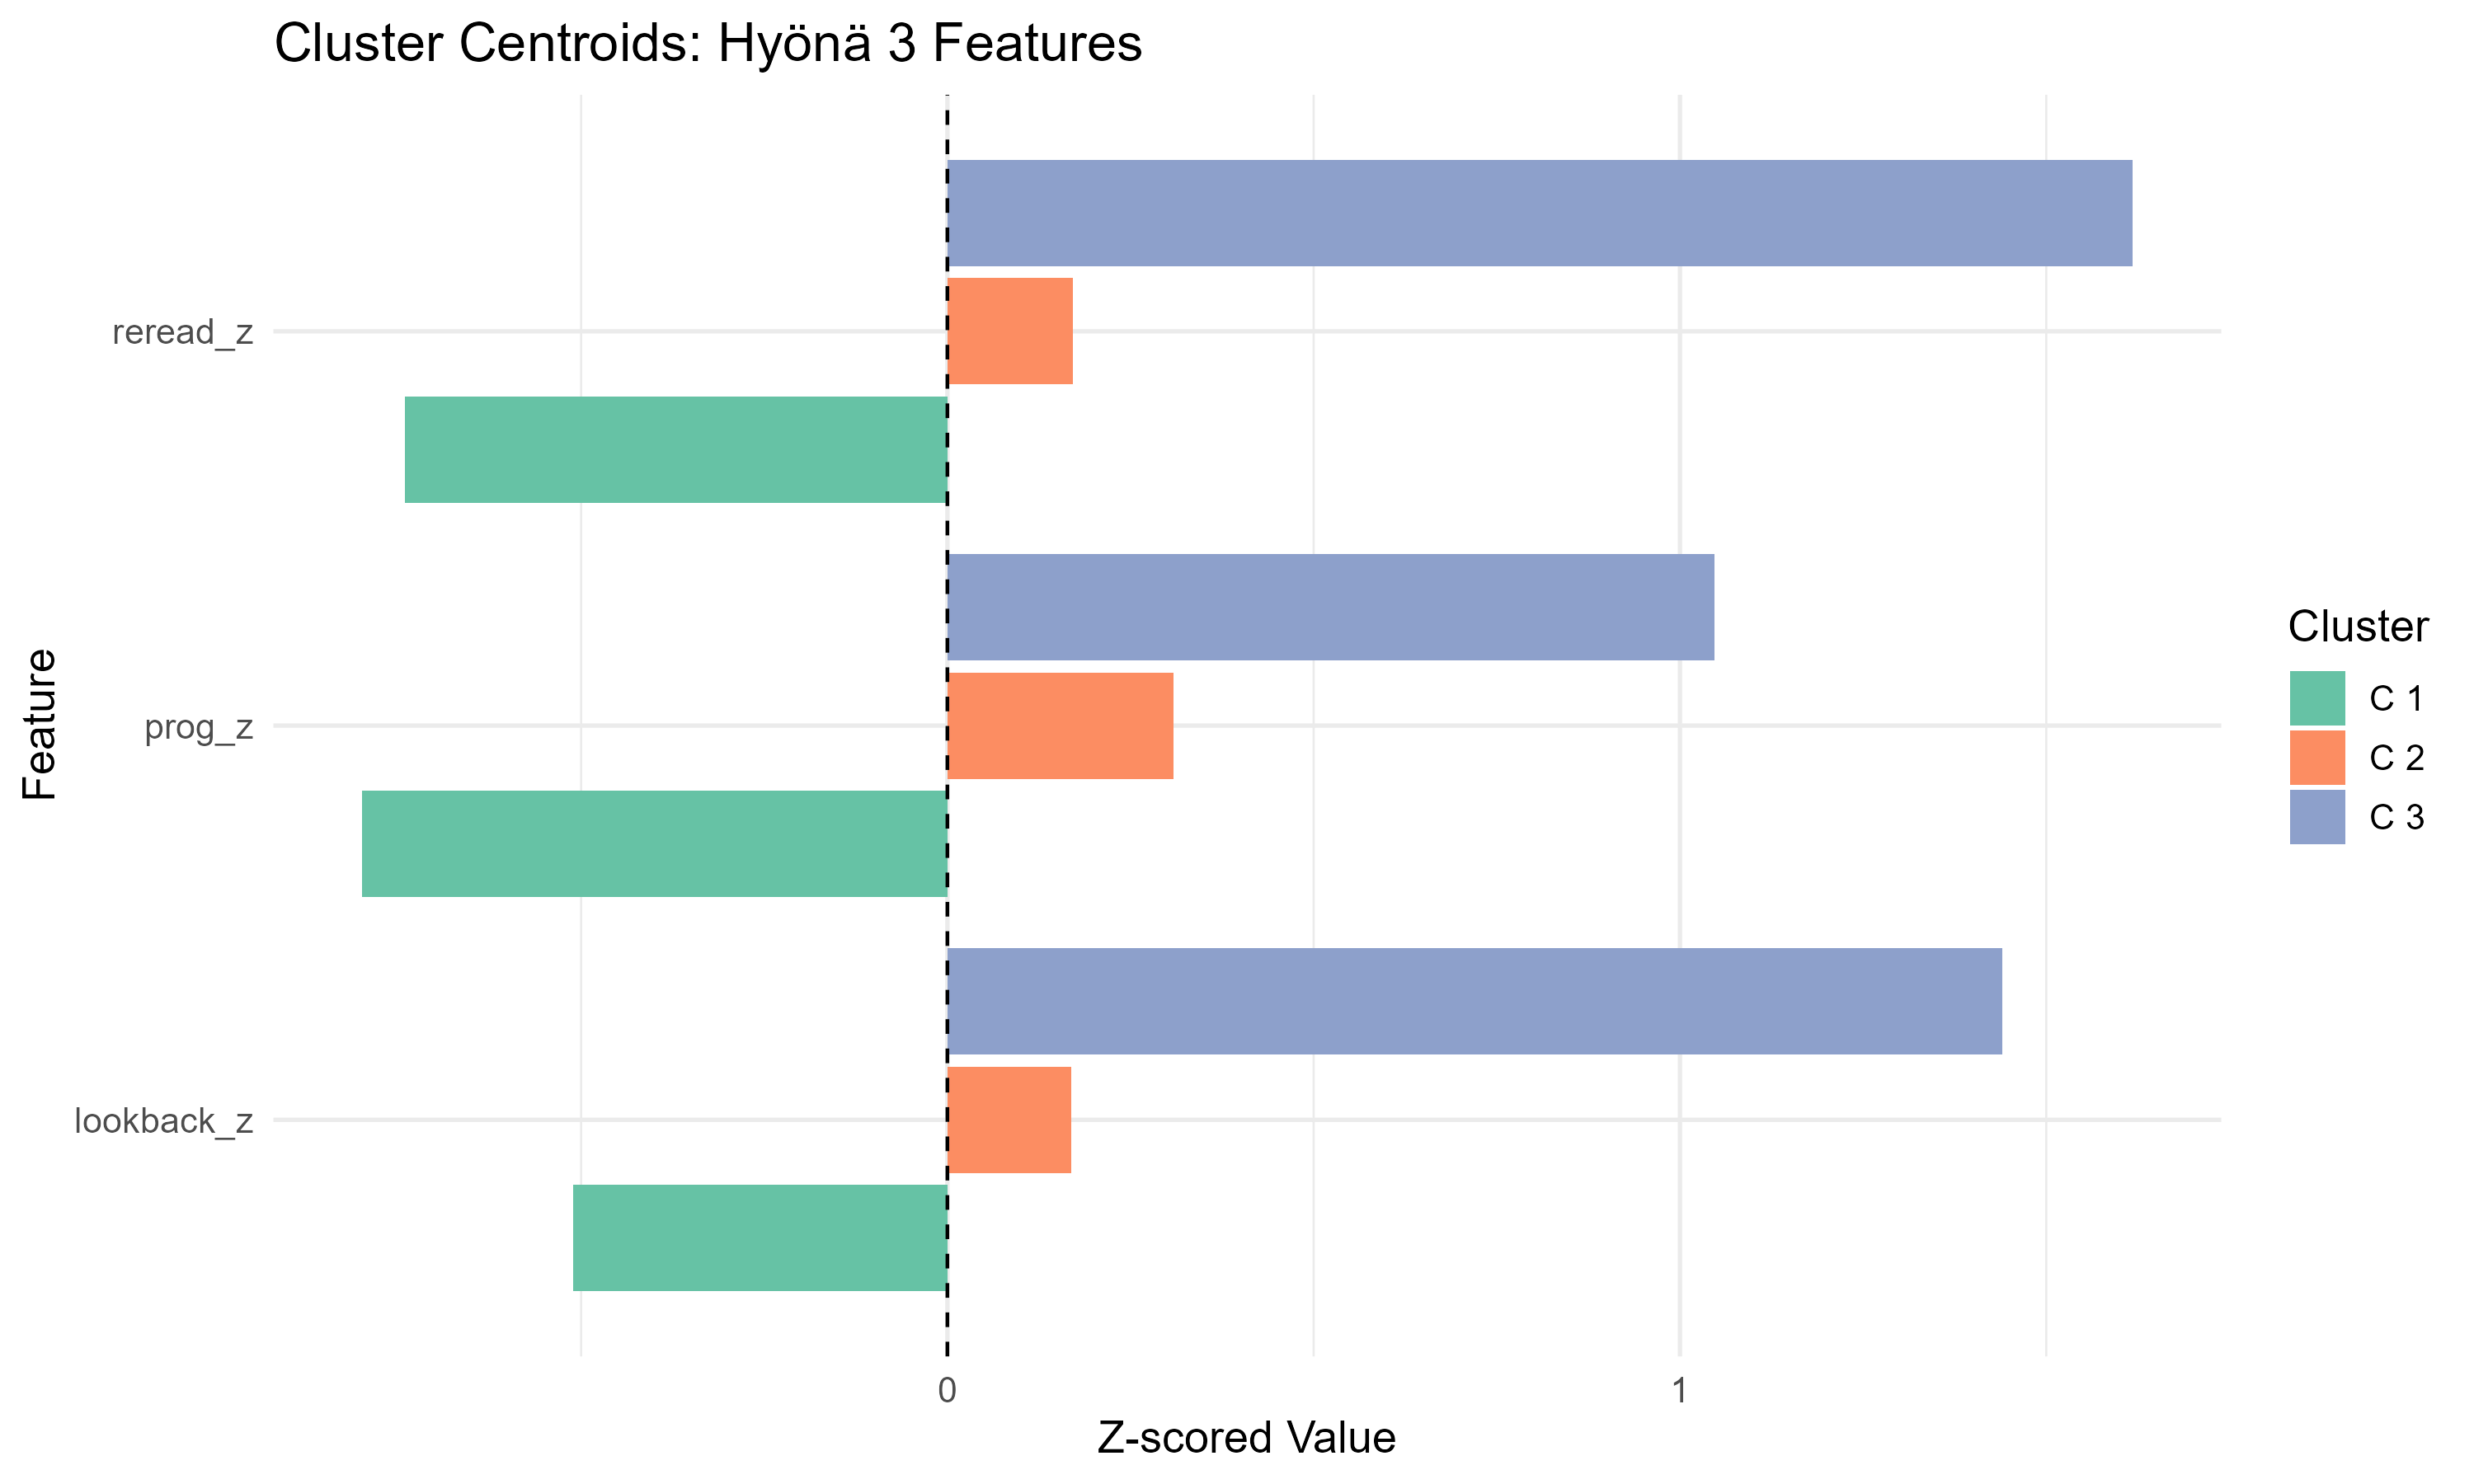 Cluster Centroids: Hyönä 3 Features
reread_z
prog_z
lookback_z
Feature
0
1
Z-scored Value
Cluster
C 1
C 2
C 3